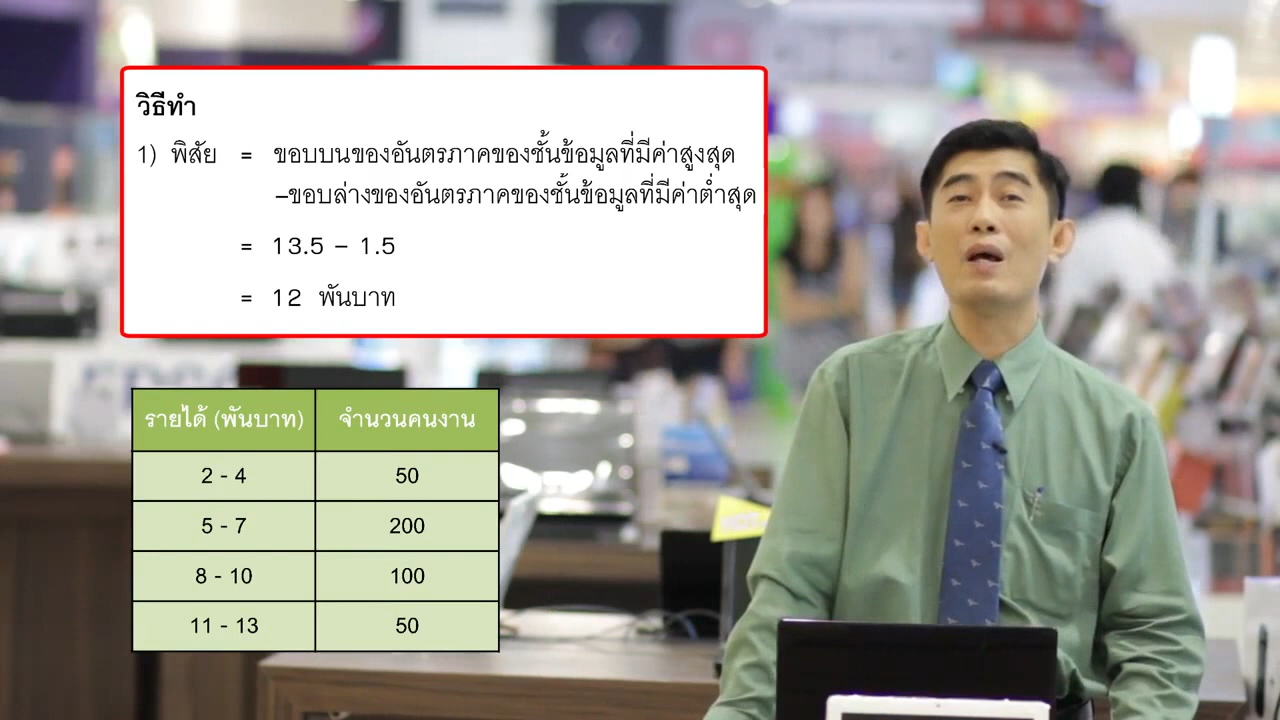 วิธีทำ
1) พิสัย = ขอบบนของอันตรภาคของชั้นข้อมูลที่มีค่าสูงสุด
–ขอบล่างของอันตรภาคของชั้นข้อมูลที่มีค่าต่ำสุด
= 13.5 – 1.5
= 12 พันบาท
รายได้ (พันบาท) จำนวนคนงาน
2 - 4 50
5 - 7 200
8 - 10 100
11 - 13 50